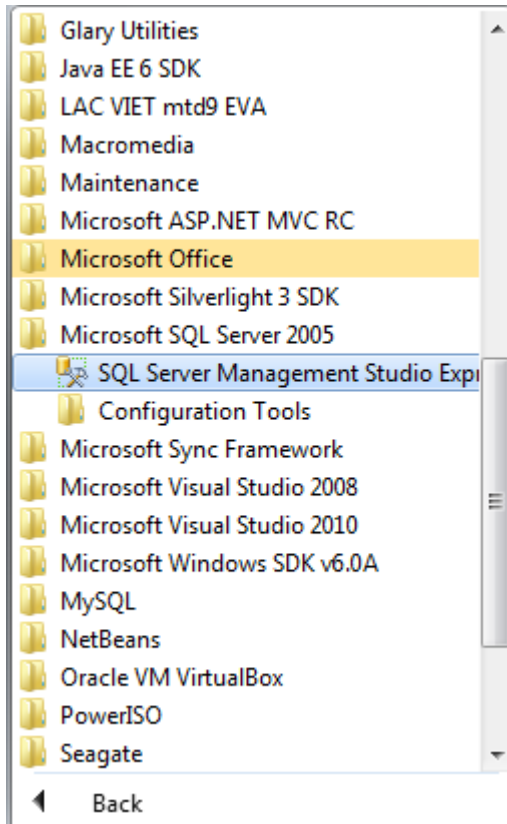 Glary Utilities
Java EE 6 SDK
LAC VIET mtd9 EVA
Macromedia
Maintenance
Microsoft ASP.NET MVC RC
Microsoft Office
Microsoft Silverlight 3 SDK
Microsoft SQL Server 2005
SQL Server Management Studio Expr
Configuration Tools
Microsoft Sync Framework
Microsoft Visual Studio 2008
Microsoft Visual Studio 2010
Microsoft Windows SDK v6.0A
MySQL
NetBeans
Oracle VM VirtualBox
PowerISO
Seagate
Back